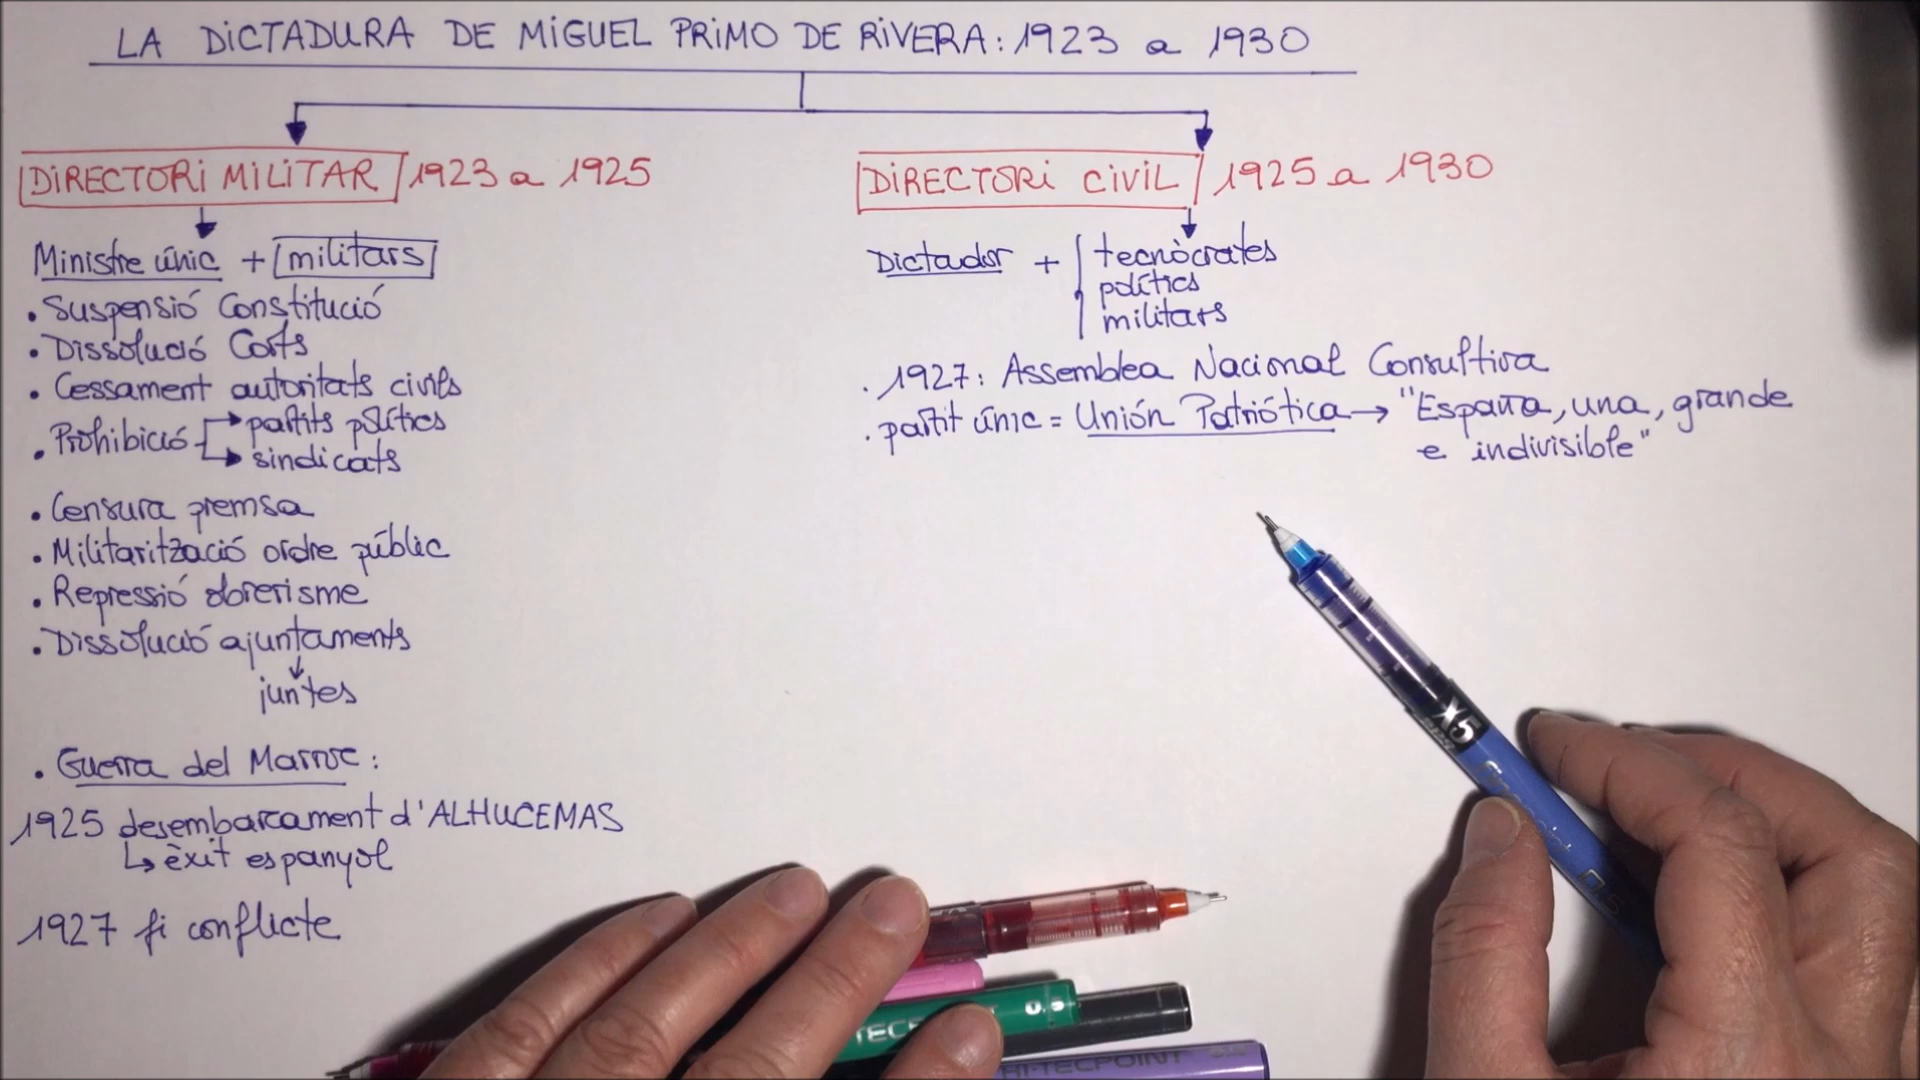 LA DICTADURA DE MIGUEL PRIMO DE RIVERA: 1923 a 1930
DIRECTORI MILITAR 1923 a 1925
Ministre únic + militars
• Suspensió Constitució
• Dissolució Corts
• Cessament autoritats civils
• Prohibició → partits polítics
→ sindicats
• Censura premsa
• Militarització ordre públic
• Repressió obrerisme
• Dissolució ajuntaments
↓
juntes
• Guerra del Marroc:
1925 desembarcament d'ALHUCEMAS
↳ èxit espanyol
1927 fi conflicte
DIRECTORI CIVIL 1925 a 1930
Dictador + tecnòcrates
polítics
militars
. 1927: Assemblea Nacional Consultiva
. partit únic = Unión Patriótica → "España, una, grande
e indivisible"
X5
HI-TECPOINT